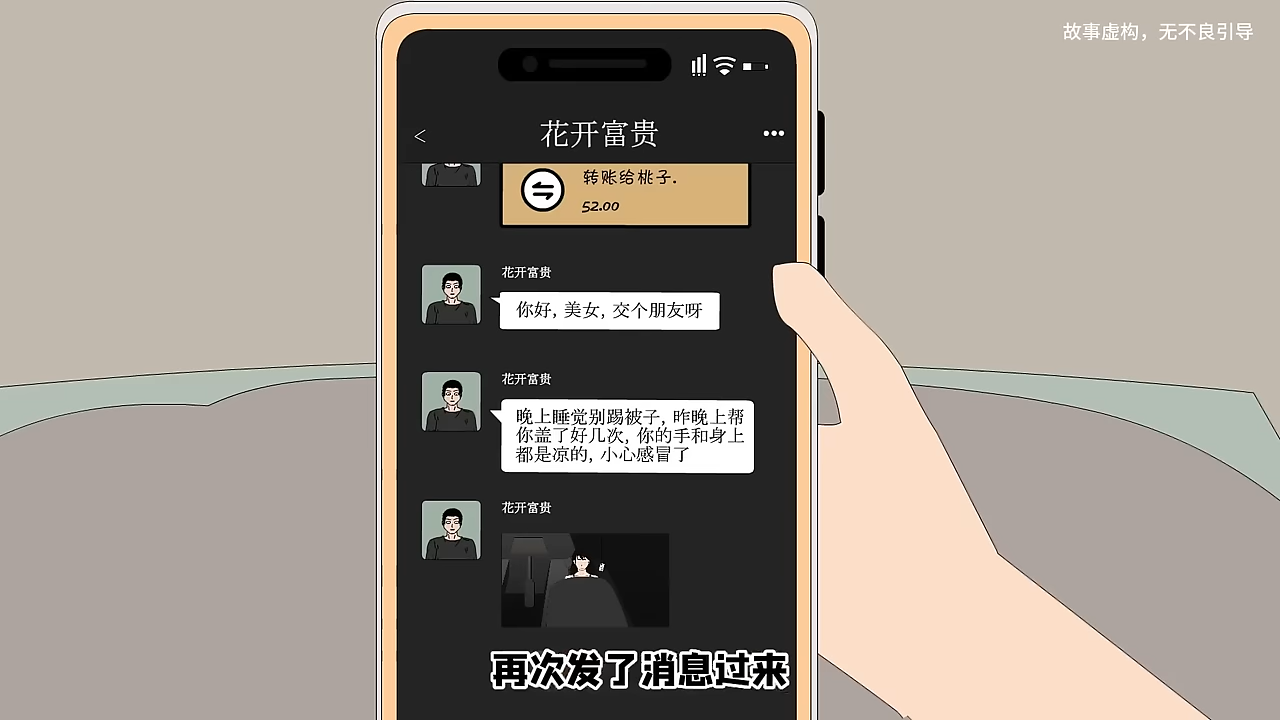 故事虚构，无不良引导
花开富贵
转账给桃子.
52.00
花开富贵
你好, 美女, 交个朋友呀
花开富贵
晚上睡觉别踢被子, 昨晚上帮
你盖了好几次, 你的手和身上
都是凉的, 小心感冒了
花开富贵
再次发了消息过来